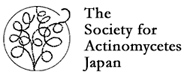 The
Society for
Actinomycetes
Japan